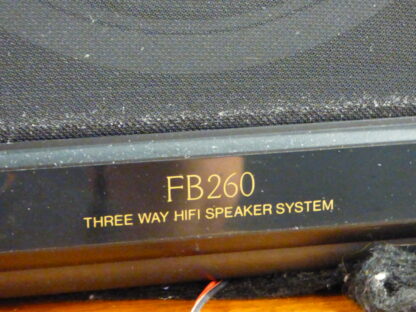 FB260
THREE WAY HIFI SPEAKER SYSTEM